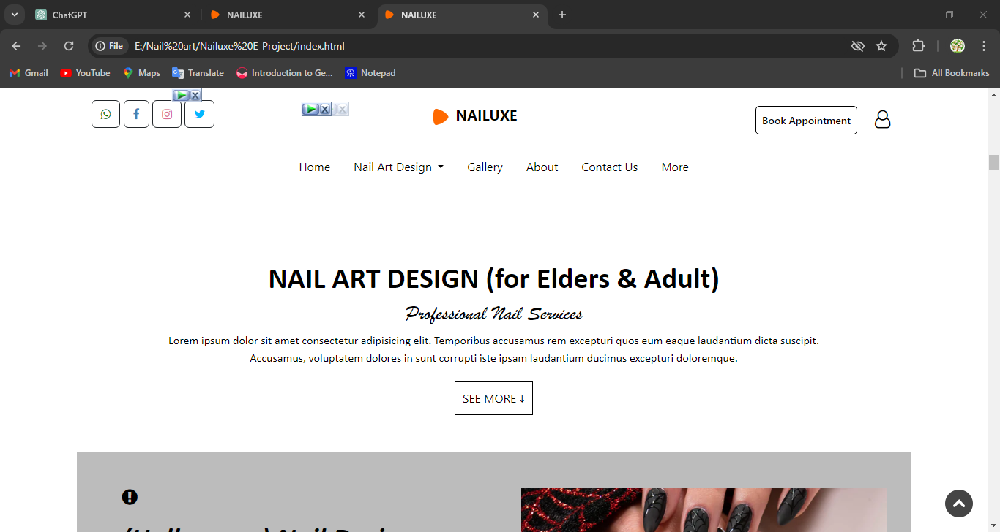 ChatGPT
NAILUXE
NAILUXE
File
E:/Nail%20art/Nailuxe%20E-Project/index.html
Gmail
YouTube
Maps
Translate
Introduction to Ge...
Notepad
All Bookmarks
NAILUXE
Book Appointment
Home
Nail Art Design
Gallery
About
Contact Us
More
NAIL ART DESIGN (for Elders & Adult)
Professional Nail Services
Lorem ipsum dolor sit amet consectetur adipisicing elit. Temporibus accusamus rem excepturi quos eum eaque laudantium dicta suscipit.
Accusamus, voluptatem dolores in sunt corrupti iste ipsam laudantium ducimus excepturi doloremque.
SEE MORE ↓